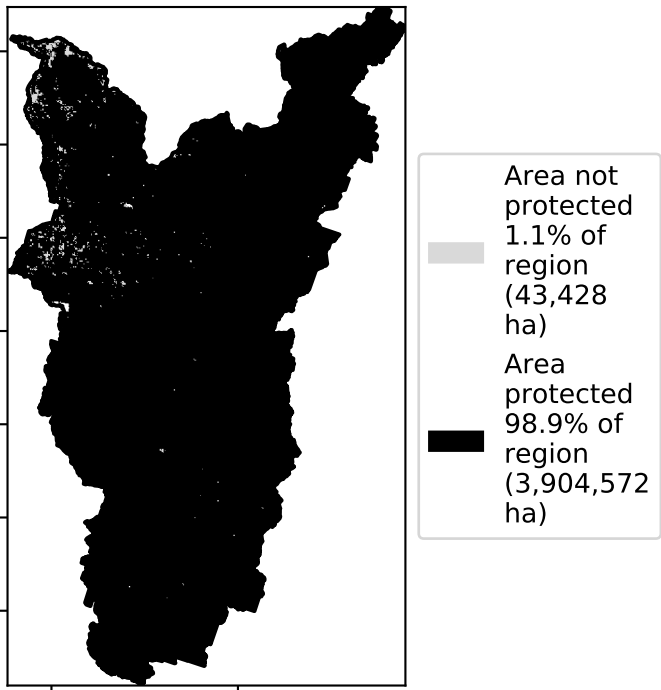 Area not
protected
1.1% of
region
(43,428
ha)
Area
protected
98.9% of
region
(3,904,572
ha)